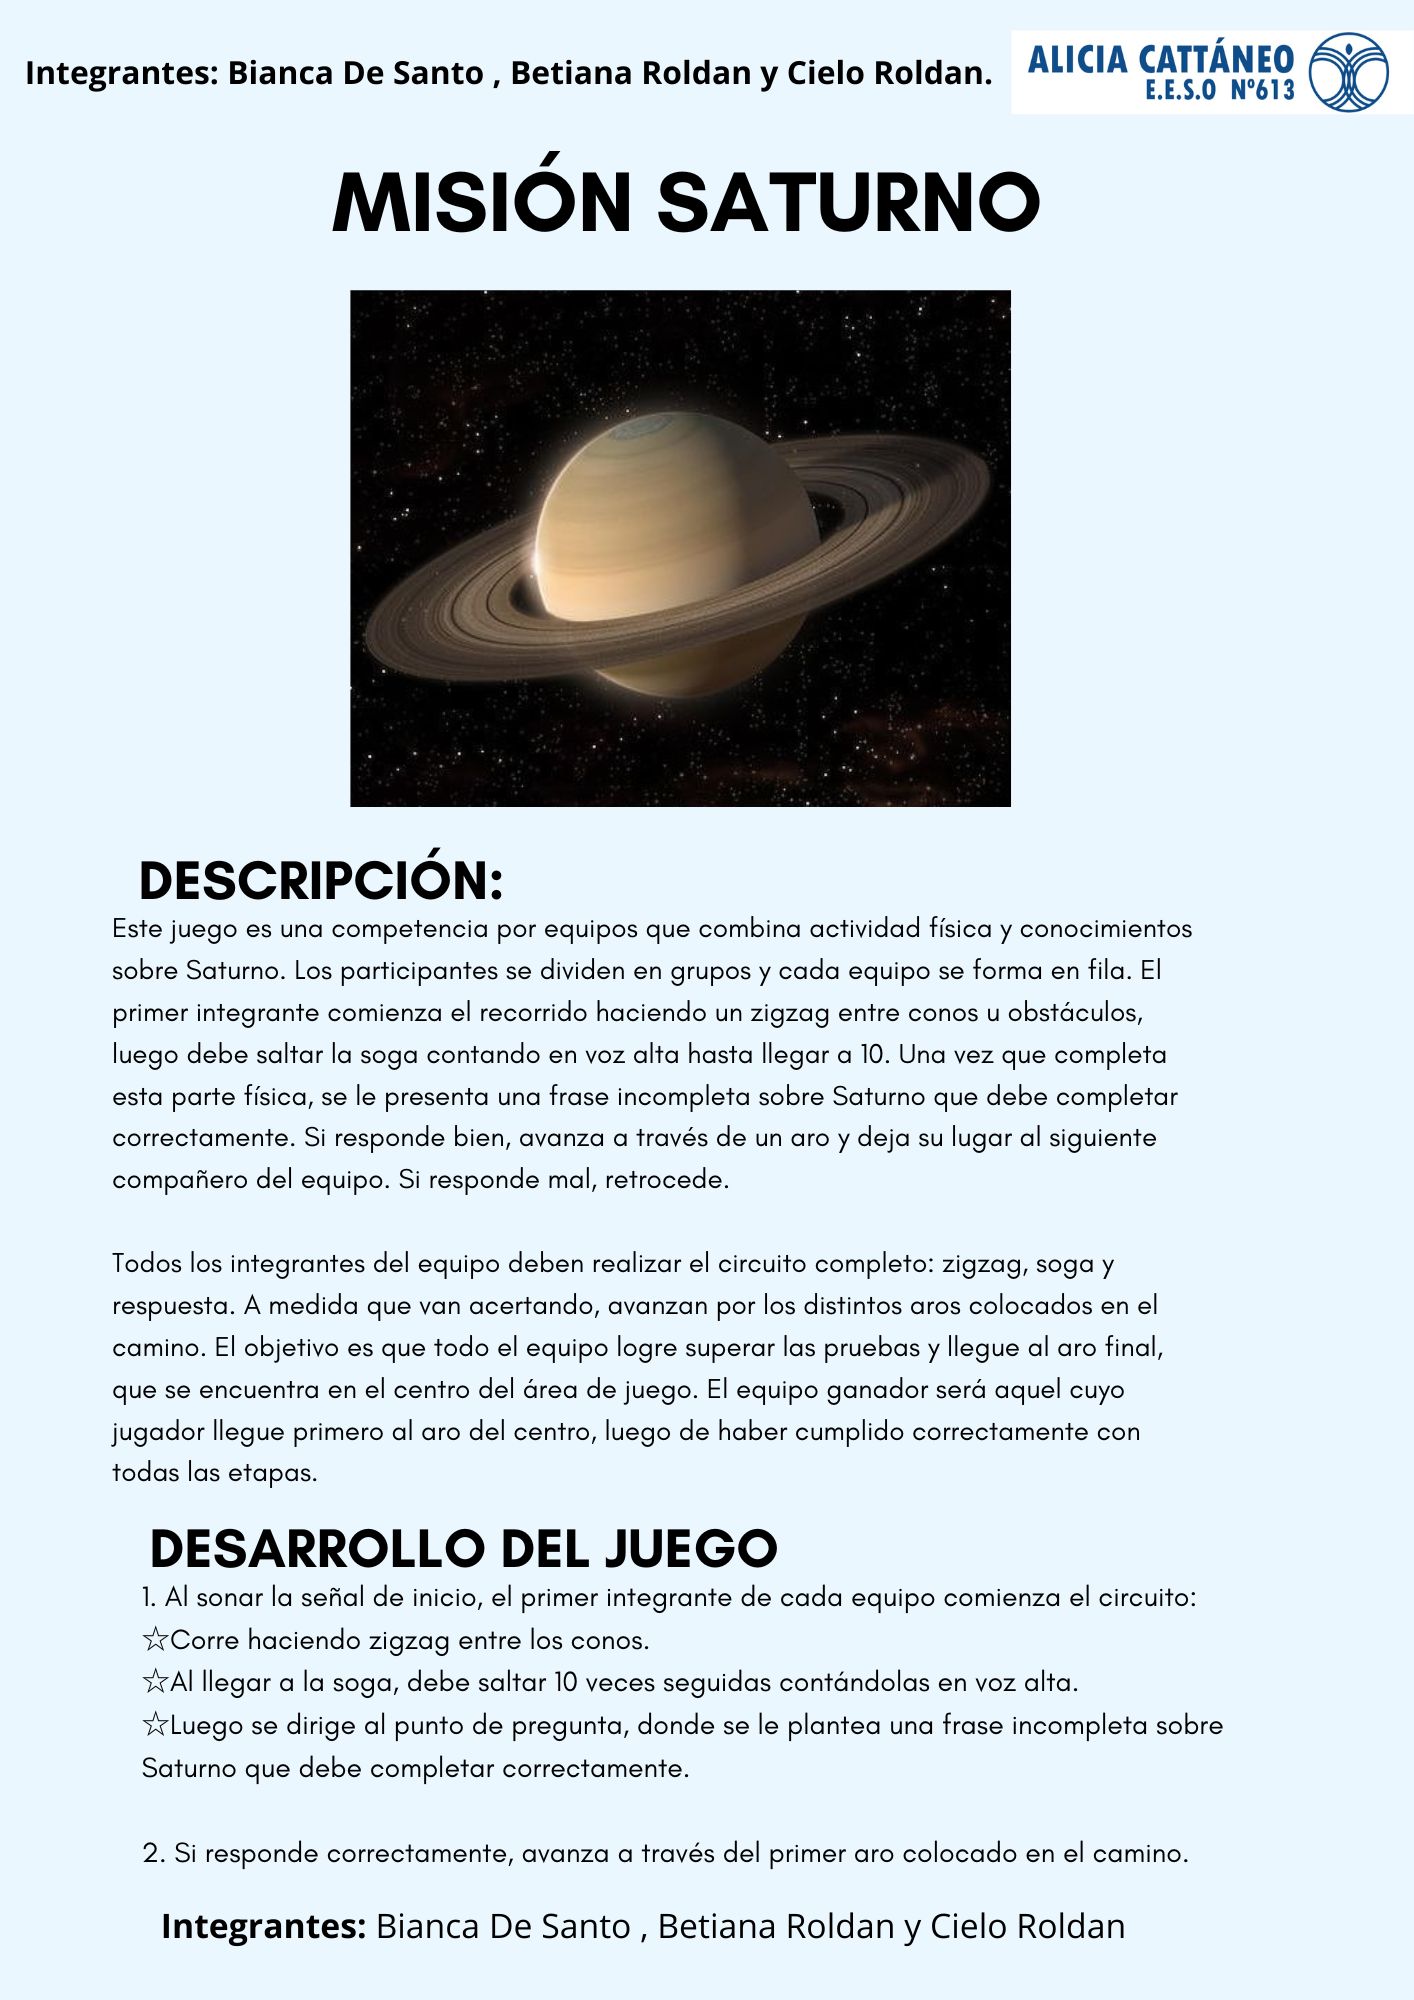 Integrantes: Bianca De Santo , Betiana Roldan y Cielo Roldan.
ALICIA CATTÁNEO
E.E.S.O Nº613
MISIÓN SATURNO
DESCRIPCIÓN:
Este juego es una competencia por equipos que combina actividad física y conocimientos
sobre Saturno. Los participantes se dividen en grupos y cada equipo se forma en fila. El
primer integrante comienza el recorrido haciendo un zigzag entre conos u obstáculos,
luego debe saltar la soga contando en voz alta hasta llegar a 10. Una vez que completa
esta parte física, se le presenta una frase incompleta sobre Saturno que debe completar
correctamente. Si responde bien, avanza a través de un aro y deja su lugar al siguiente
compañero del equipo. Si responde mal, retrocede.
Todos los integrantes del equipo deben realizar el circuito completo: zigzag, soga y
respuesta. A medida que van acertando, avanzan por los distintos aros colocados en el
camino. El objetivo es que todo el equipo logre superar las pruebas y llegue al aro final,
que se encuentra en el centro del área de juego. El equipo ganador será aquel cuyo
jugador llegue primero al aro del centro, luego de haber cumplido correctamente con
todas las etapas.
DESARROLLO DEL JUEGO
1. Al sonar la señal de inicio, el primer integrante de cada equipo comienza el circuito:
☆Corre haciendo zigzag entre los conos.
☆Al llegar a la soga, debe saltar 10 veces seguidas contándolas en voz alta.
☆Luego se dirige al punto de pregunta, donde se le plantea una frase incompleta sobre
Saturno que debe completar correctamente.
2. Si responde correctamente, avanza a través del primer aro colocado en el camino.
Integrantes: Bianca De Santo , Betiana Roldan y Cielo Roldan